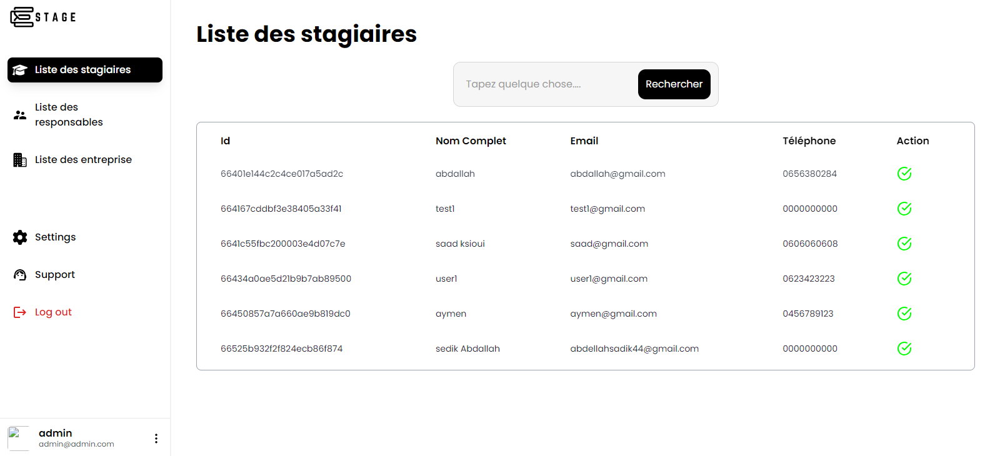 STAGE
Liste des stagiaires
Liste des
responsables
Liste des entreprise
Settings
Support
Log out
admin
admin@admin.com
Liste des stagiaires
Tapez quelque chose.... Rechercher
Id Nom Complet Email Téléphone Action
66401e144c2c4ce017a5ad2c abdallah abdallah@gmail.com 0656380284
664167cddbf3e38405a33f41 test1 test1@gmail.com 0000000000
6641c55fbc200003e4d07c7e saad ksioui saad@gmail.com 0606060608
66434a0ae5d21b9b7ab89500 user1 user1@gmail.com 0623423223
66450857a7a660ae9b819dc0 aymen aymen@gmail.com 0456789123
66525b932f2f824ecb86f874 sedik Abdallah abdellahsadik44@gmail.com 0000000000